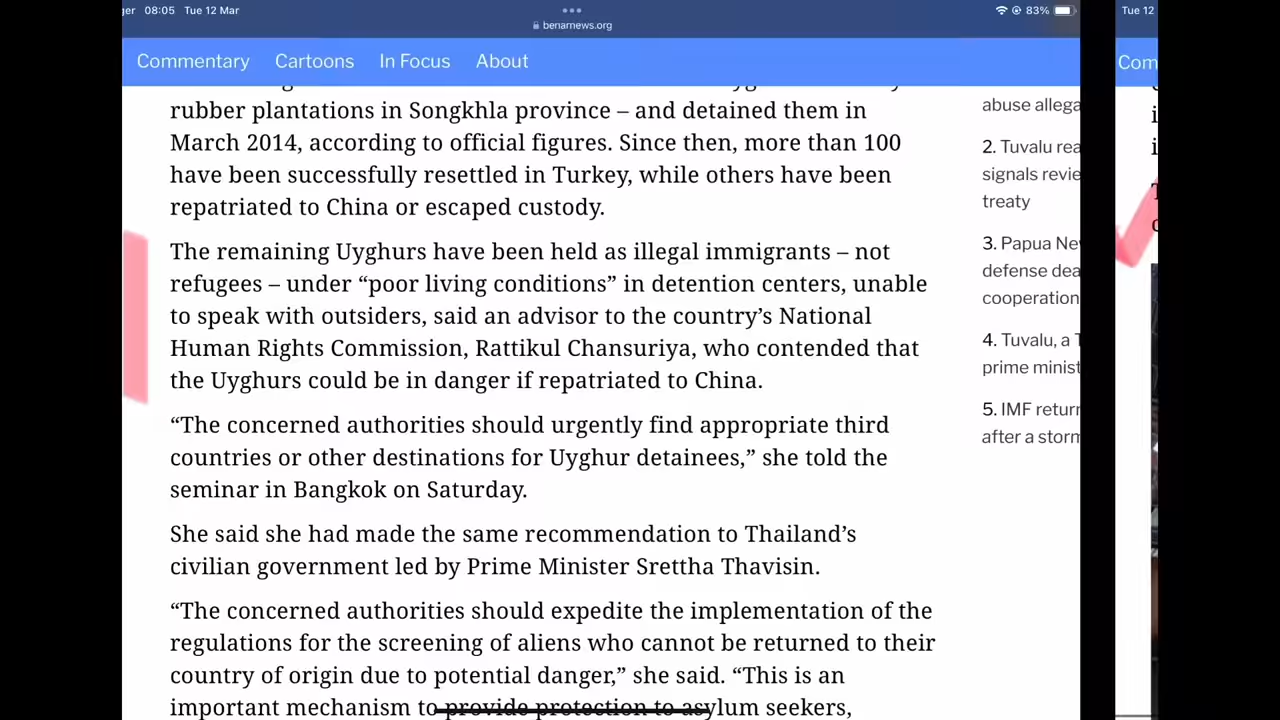 08:05 Tue 12 Mar
83%
benarnews.org
Commentary Cartoons In Focus About
rubber plantations in Songkhla province – and detained them in
March 2014, according to official figures. Since then, more than 100
have been successfully resettled in Turkey, while others have been
repatriated to China or escaped custody.
The remaining Uyghurs have been held as illegal immigrants – not
refugees – under “poor living conditions” in detention centers, unable
to speak with outsiders, said an advisor to the country’s National
Human Rights Commission, Rattikul Chansuriya, who contended that
the Uyghurs could be in danger if repatriated to China.
“The concerned authorities should urgently find appropriate third
countries or other destinations for Uyghur detainees,” she told the
seminar in Bangkok on Saturday.
She said she had made the same recommendation to Thailand’s
civilian government led by Prime Minister Srettha Thavisin.
“The concerned authorities should expedite the implementation of the
regulations for the screening of aliens who cannot be returned to their
country of origin due to potential danger,” she said. “This is an
important mechanism to provide protection to asylum seekers,
abuse allega
2. Tuvalu rea
signals revie
treaty
3. Papua Ne
defense dea
cooperation
4. Tuvalu, a T
prime minist
5. IMF return
after a storm
Tue 12
Com